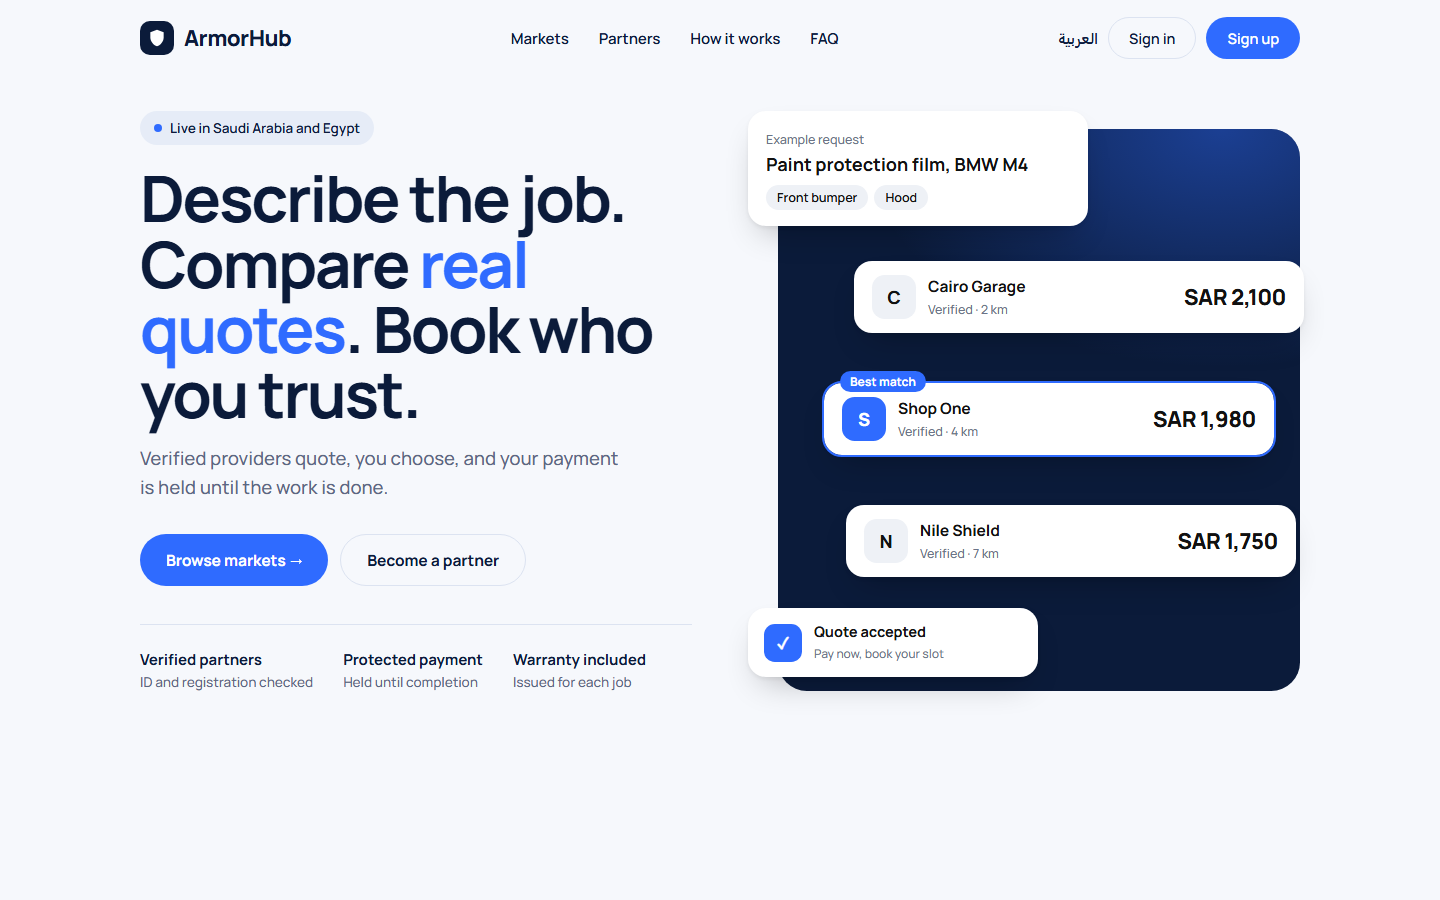 ArmorHub
Markets
Partners
How it works
FAQ
العربية
Sign in
Sign up
Live in Saudi Arabia and Egypt
Describe the job.
Compare real
quotes. Book who
you trust.
Verified providers quote, you choose, and your payment
is held until the work is done.
Browse markets →
Become a partner
Verified partners
ID and registration checked
Protected payment
Held until completion
Warranty included
Issued for each job
Example request
Paint protection film, BMW M4
Front bumper
Hood
C
Cairo Garage
Verified · 2 km
SAR 2,100
Best match
S
Shop One
Verified · 4 km
SAR 1,980
N
Nile Shield
Verified · 7 km
SAR 1,750
✓
Quote accepted
Pay now, book your slot